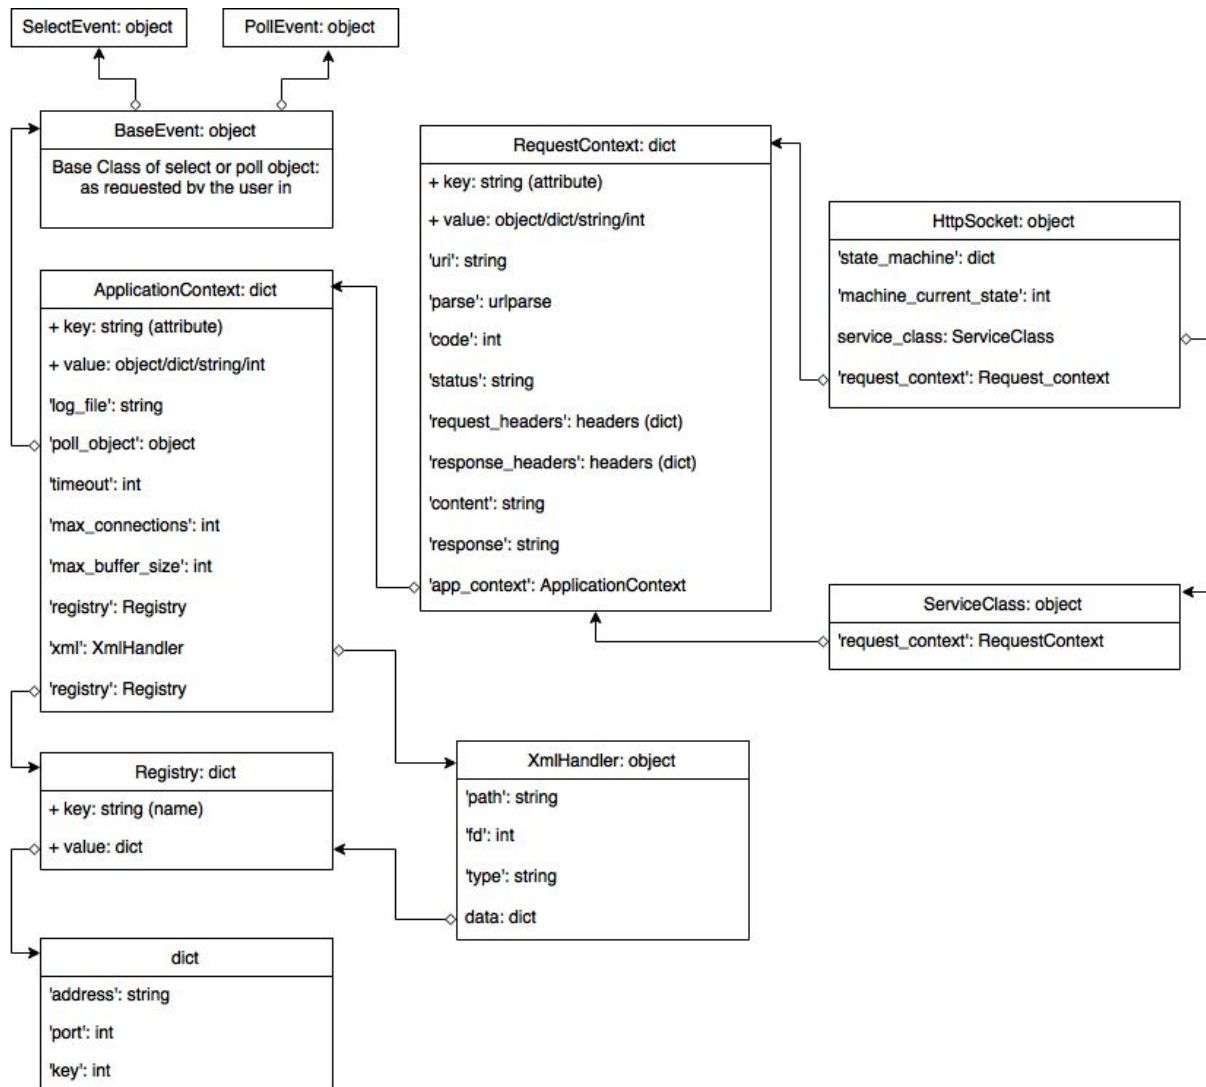 SelectEvent: object
PollEvent: object
BaseEvent: object
Base Class of select or poll object:
as requested by the user in
ApplicationContext: dict
+ key: string (attribute)
+ value: object/dict/string/int
'log_file': string
'poll_object': object
'timeout': int
'max_connections': int
'max_buffer_size': int
'registry': Registry
'xml': XmlHandler
'registry': Registry
Registry: dict
+ key: string (name)
+ value: dict
dict
'address': string
'port': int
'key': int
RequestContext: dict
+ key: string (attribute)
+ value: object/dict/string/int
'uri': string
'parse': urlparse
'code': int
'status': string
'request_headers': headers (dict)
'response_headers': headers (dict)
'content': string
'response': string
'app_context': ApplicationContext
XmlHandler: object
'path': string
'fd': int
'type': string
data: dict
HttpSocket: object
'state_machine': dict
'machine_current_state': int
service_class: ServiceClass
'request_context': Request_context
ServiceClass: object
'request_context': RequestContext